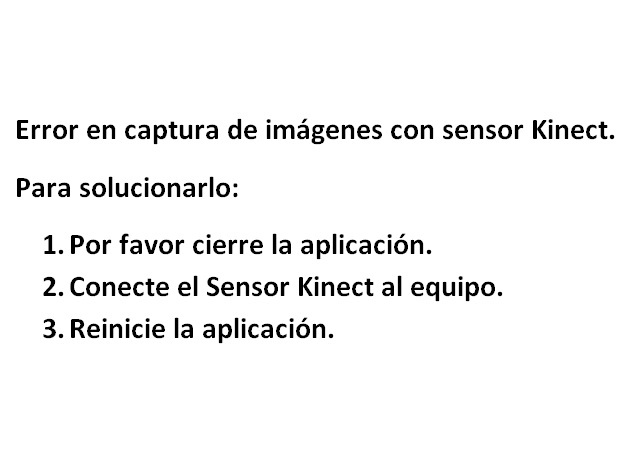 Error en captura de imágenes con sensor Kinect.
Para solucionarlo:
1. Por favor cierre la aplicación.
2. Conecte el Sensor Kinect al equipo.
3. Reinicie la aplicación.